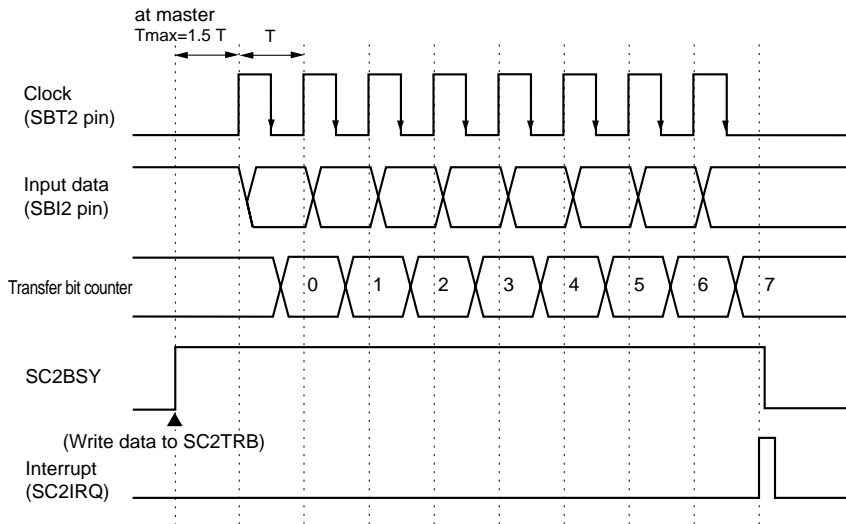 at master
Tmax=1.5 T
T
Clock
(SBT2 pin)
Input data
(SBI2 pin)
Transfer bit counter
0 1 2 3 4 5 6 7
SC2BSY
(Write data to SC2TRB)
Interrupt
(SC2IRQ)